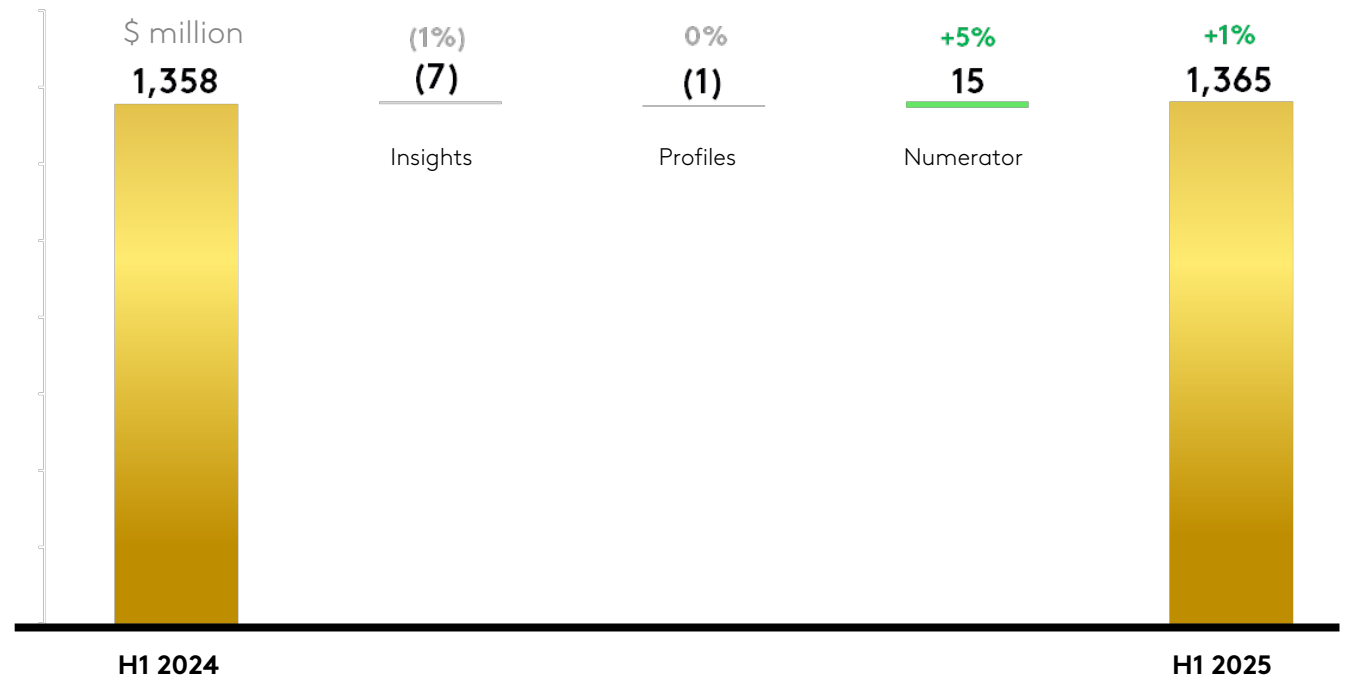 $ million
1,358
(1%)
(7)
Insights
0%
(1)
Profiles
+5%
15
Numerator
+1%
1,365
H1 2024
H1 2025